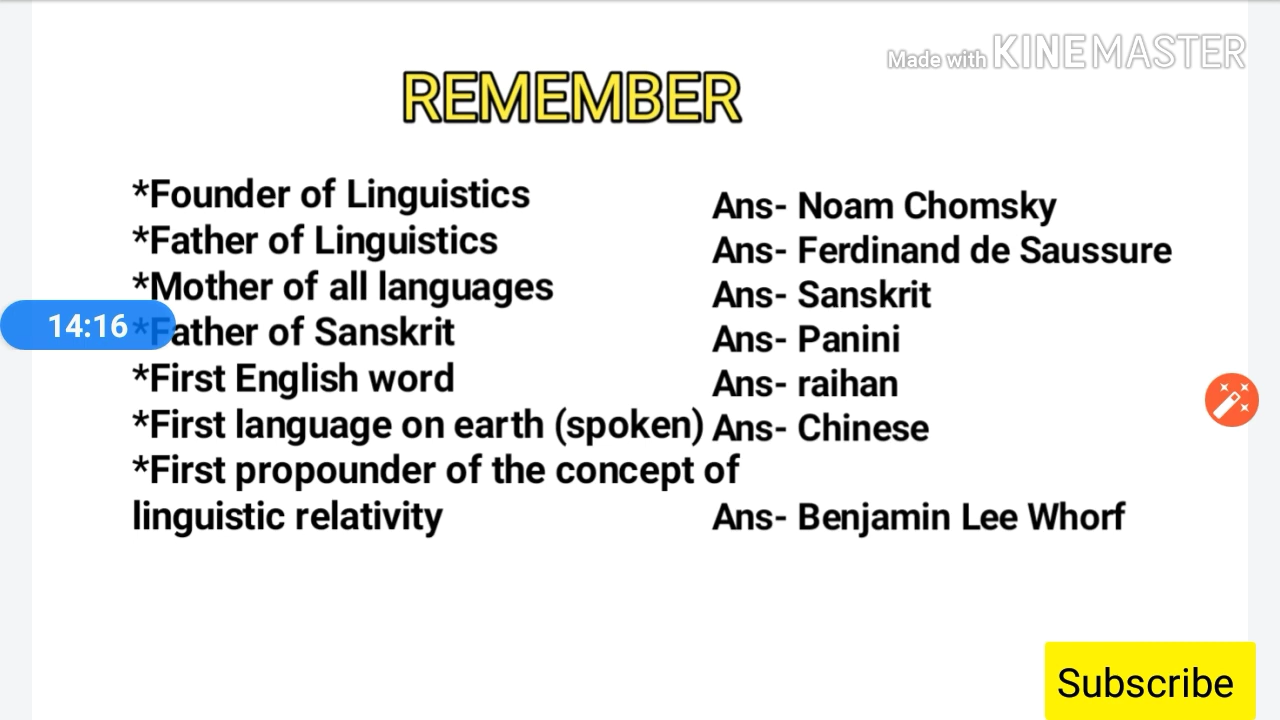 Made with KINEMASTER
REMEMBER
*Founder of Linguistics Ans- Noam Chomsky
*Father of Linguistics Ans- Ferdinand de Saussure
*Mother of all languages Ans- Sanskrit
14:16 *Father of Sanskrit Ans- Panini
*First English word Ans- raihan
*First language on earth (spoken) Ans- Chinese
*First propounder of the concept of
linguistic relativity Ans- Benjamin Lee Whorf
Subscribe